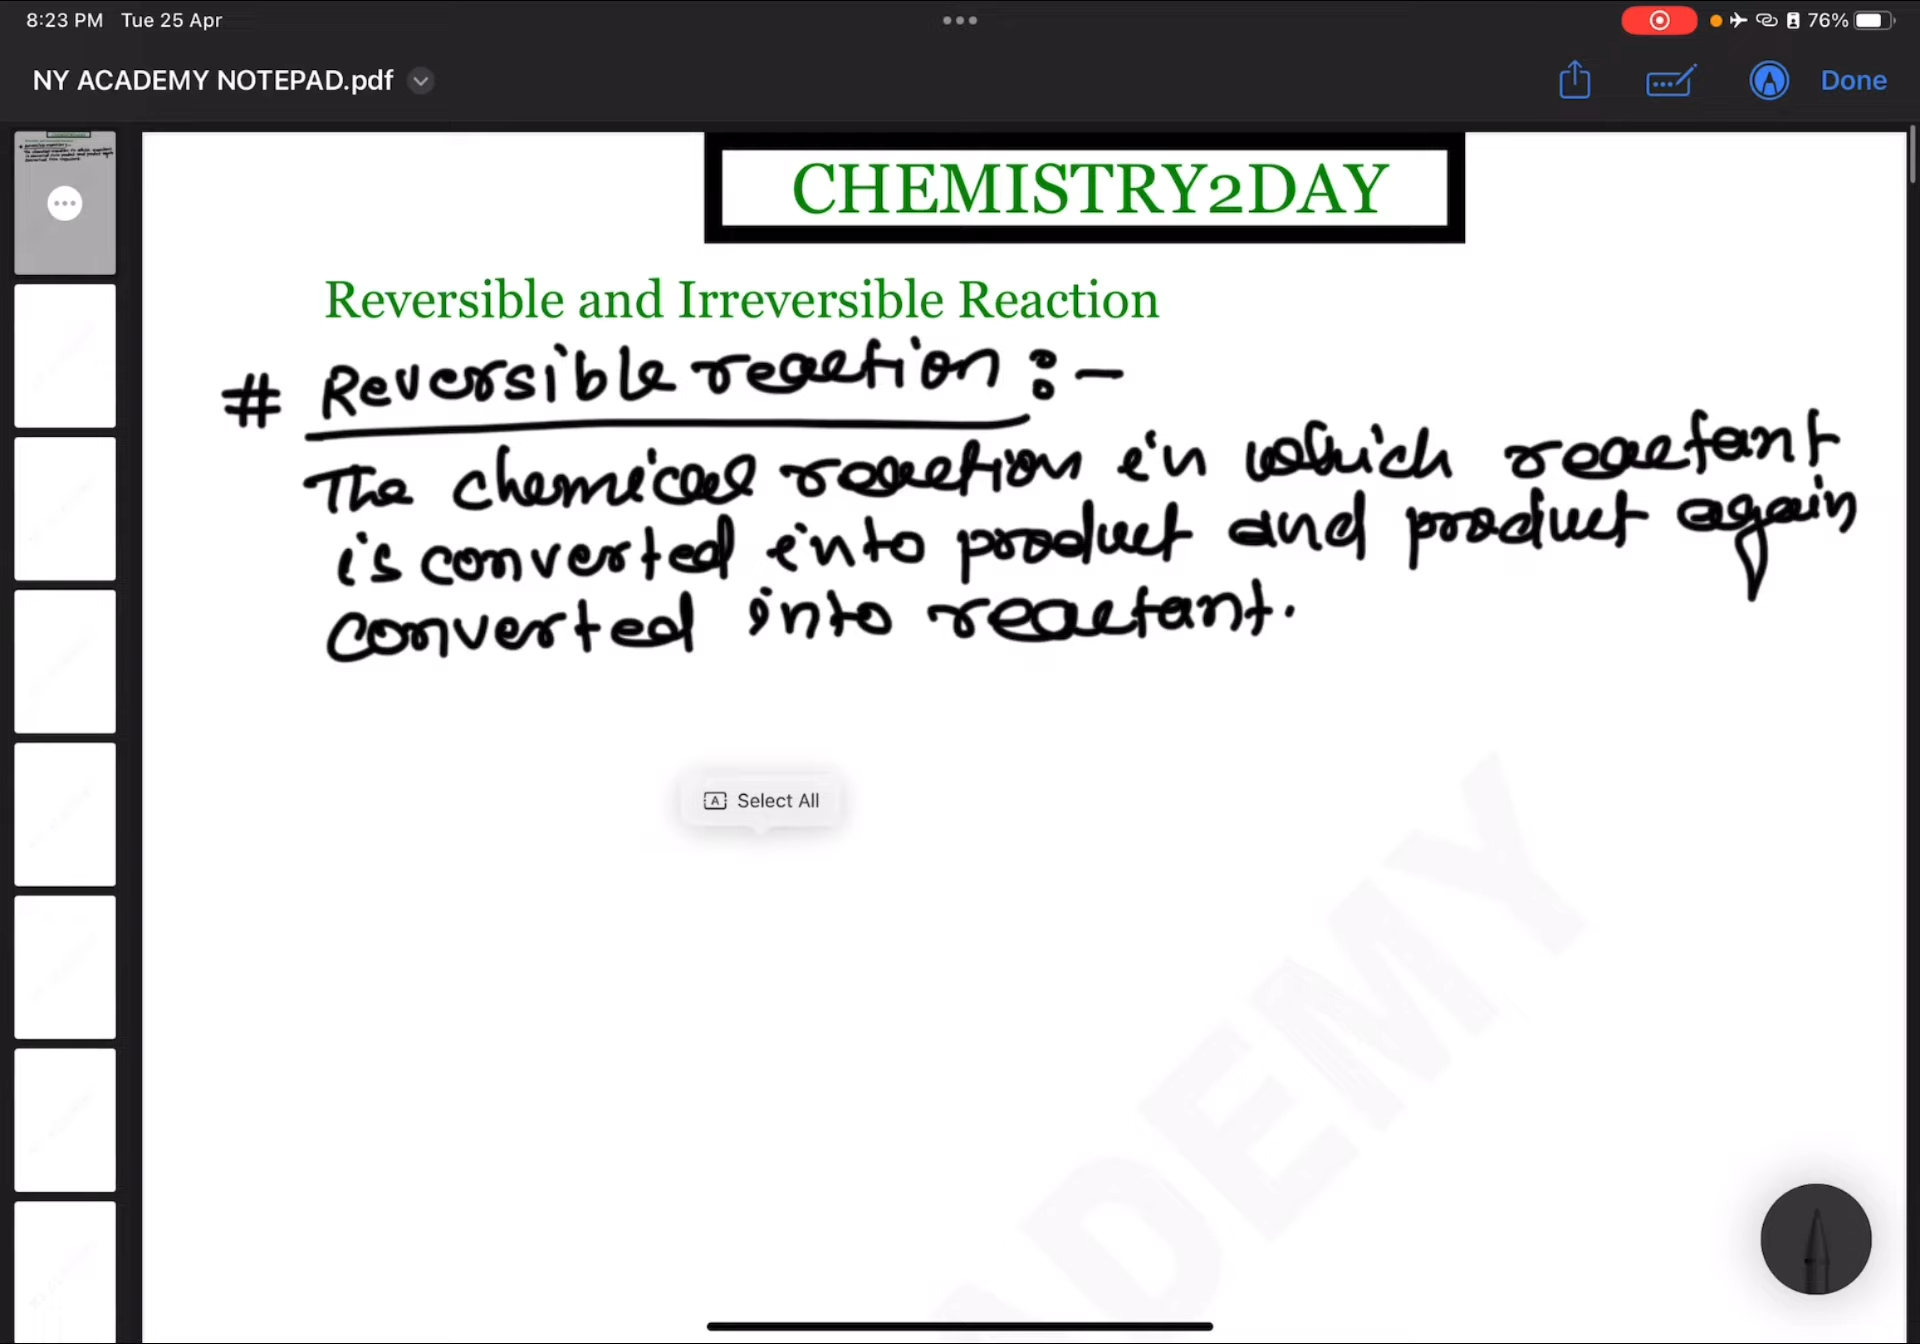 8:23 PM Tue 25 Apr
76%
NY ACADEMY NOTEPAD.pdf
Done
CHEMISTRY2DAY
Reversible and Irreversible Reaction
# Reversible reaction :-
The chemical reaction in which reactant
is converted into product and product again
converted into reactant.
Select All
ADEMY